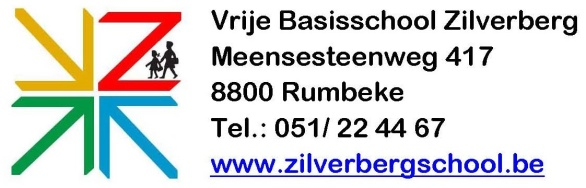 Vrije Basisschool Zilverberg
Meensesteenweg 417
8800 Rumbeke
Tel.: 051/ 22 44 67
www.zilverbergschool.be